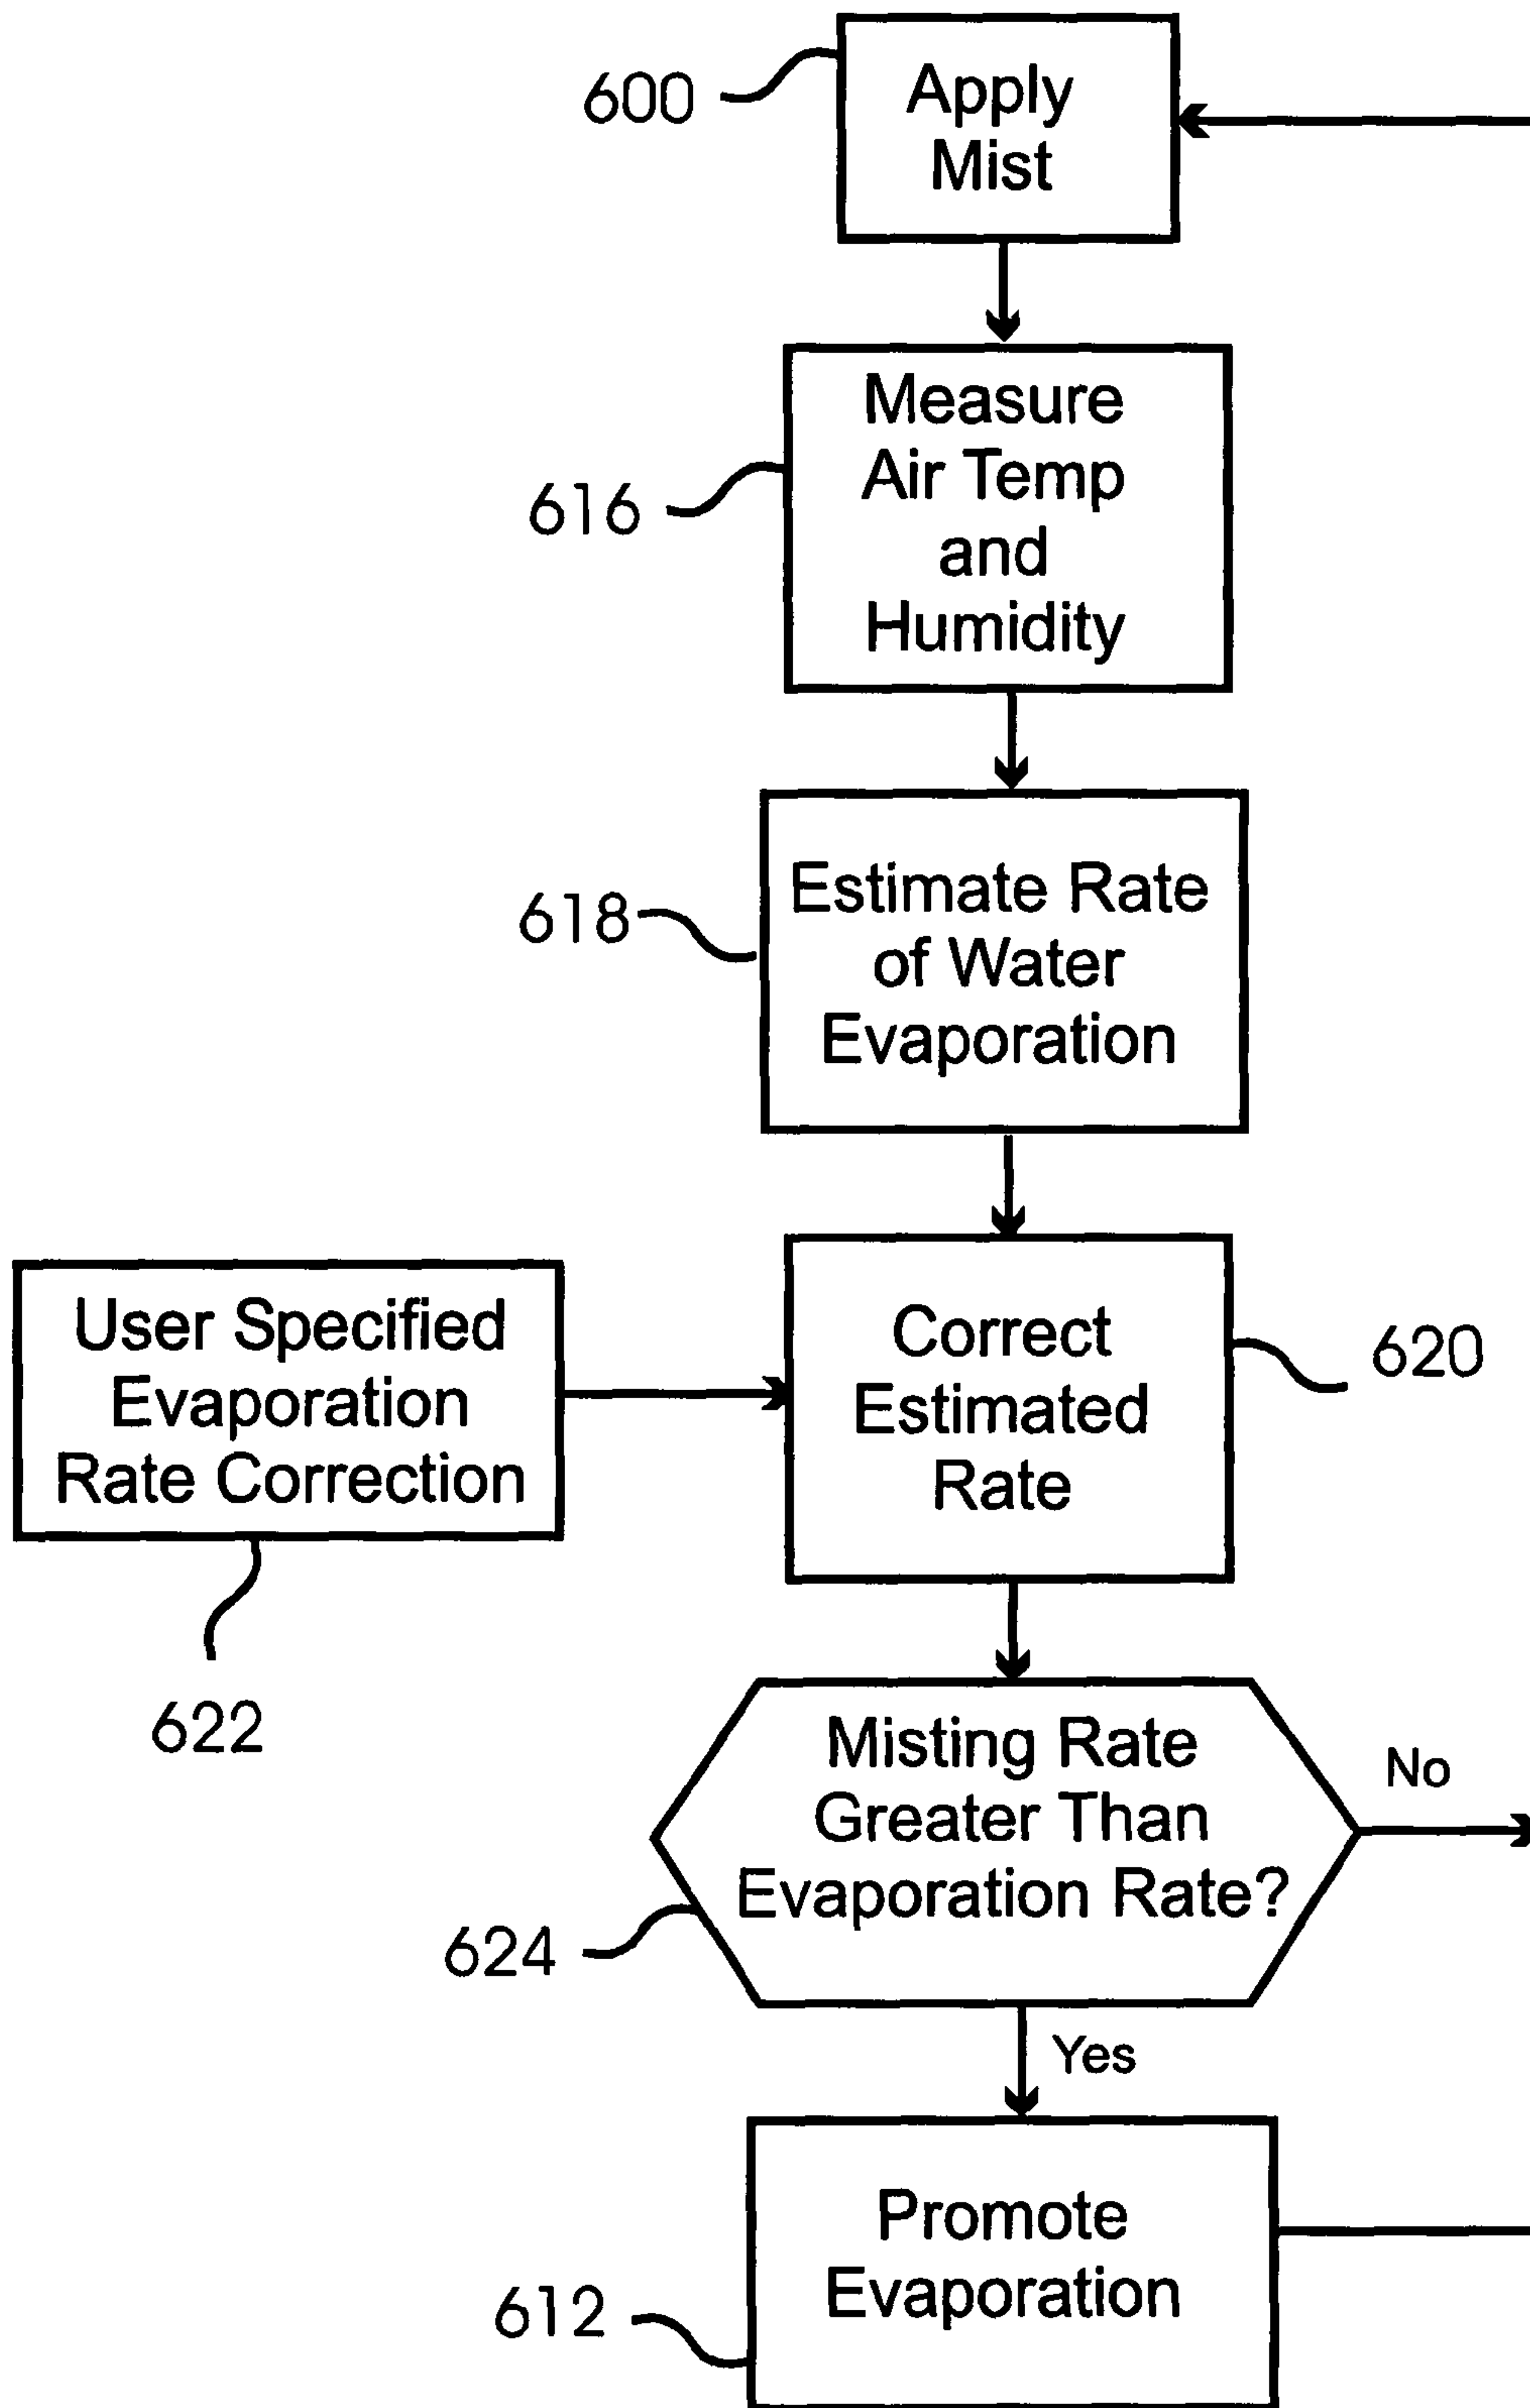 600
Apply
Mist
616
Measure
Air Temp
and
Humidity
618
Estimate Rate
of Water
Evaporation
User Specified
Evaporation
Rate Correction
622
Correct
Estimated
Rate
620
Misting Rate
Greater Than
Evaporation Rate?
624
No
Yes
Promote
Evaporation
612